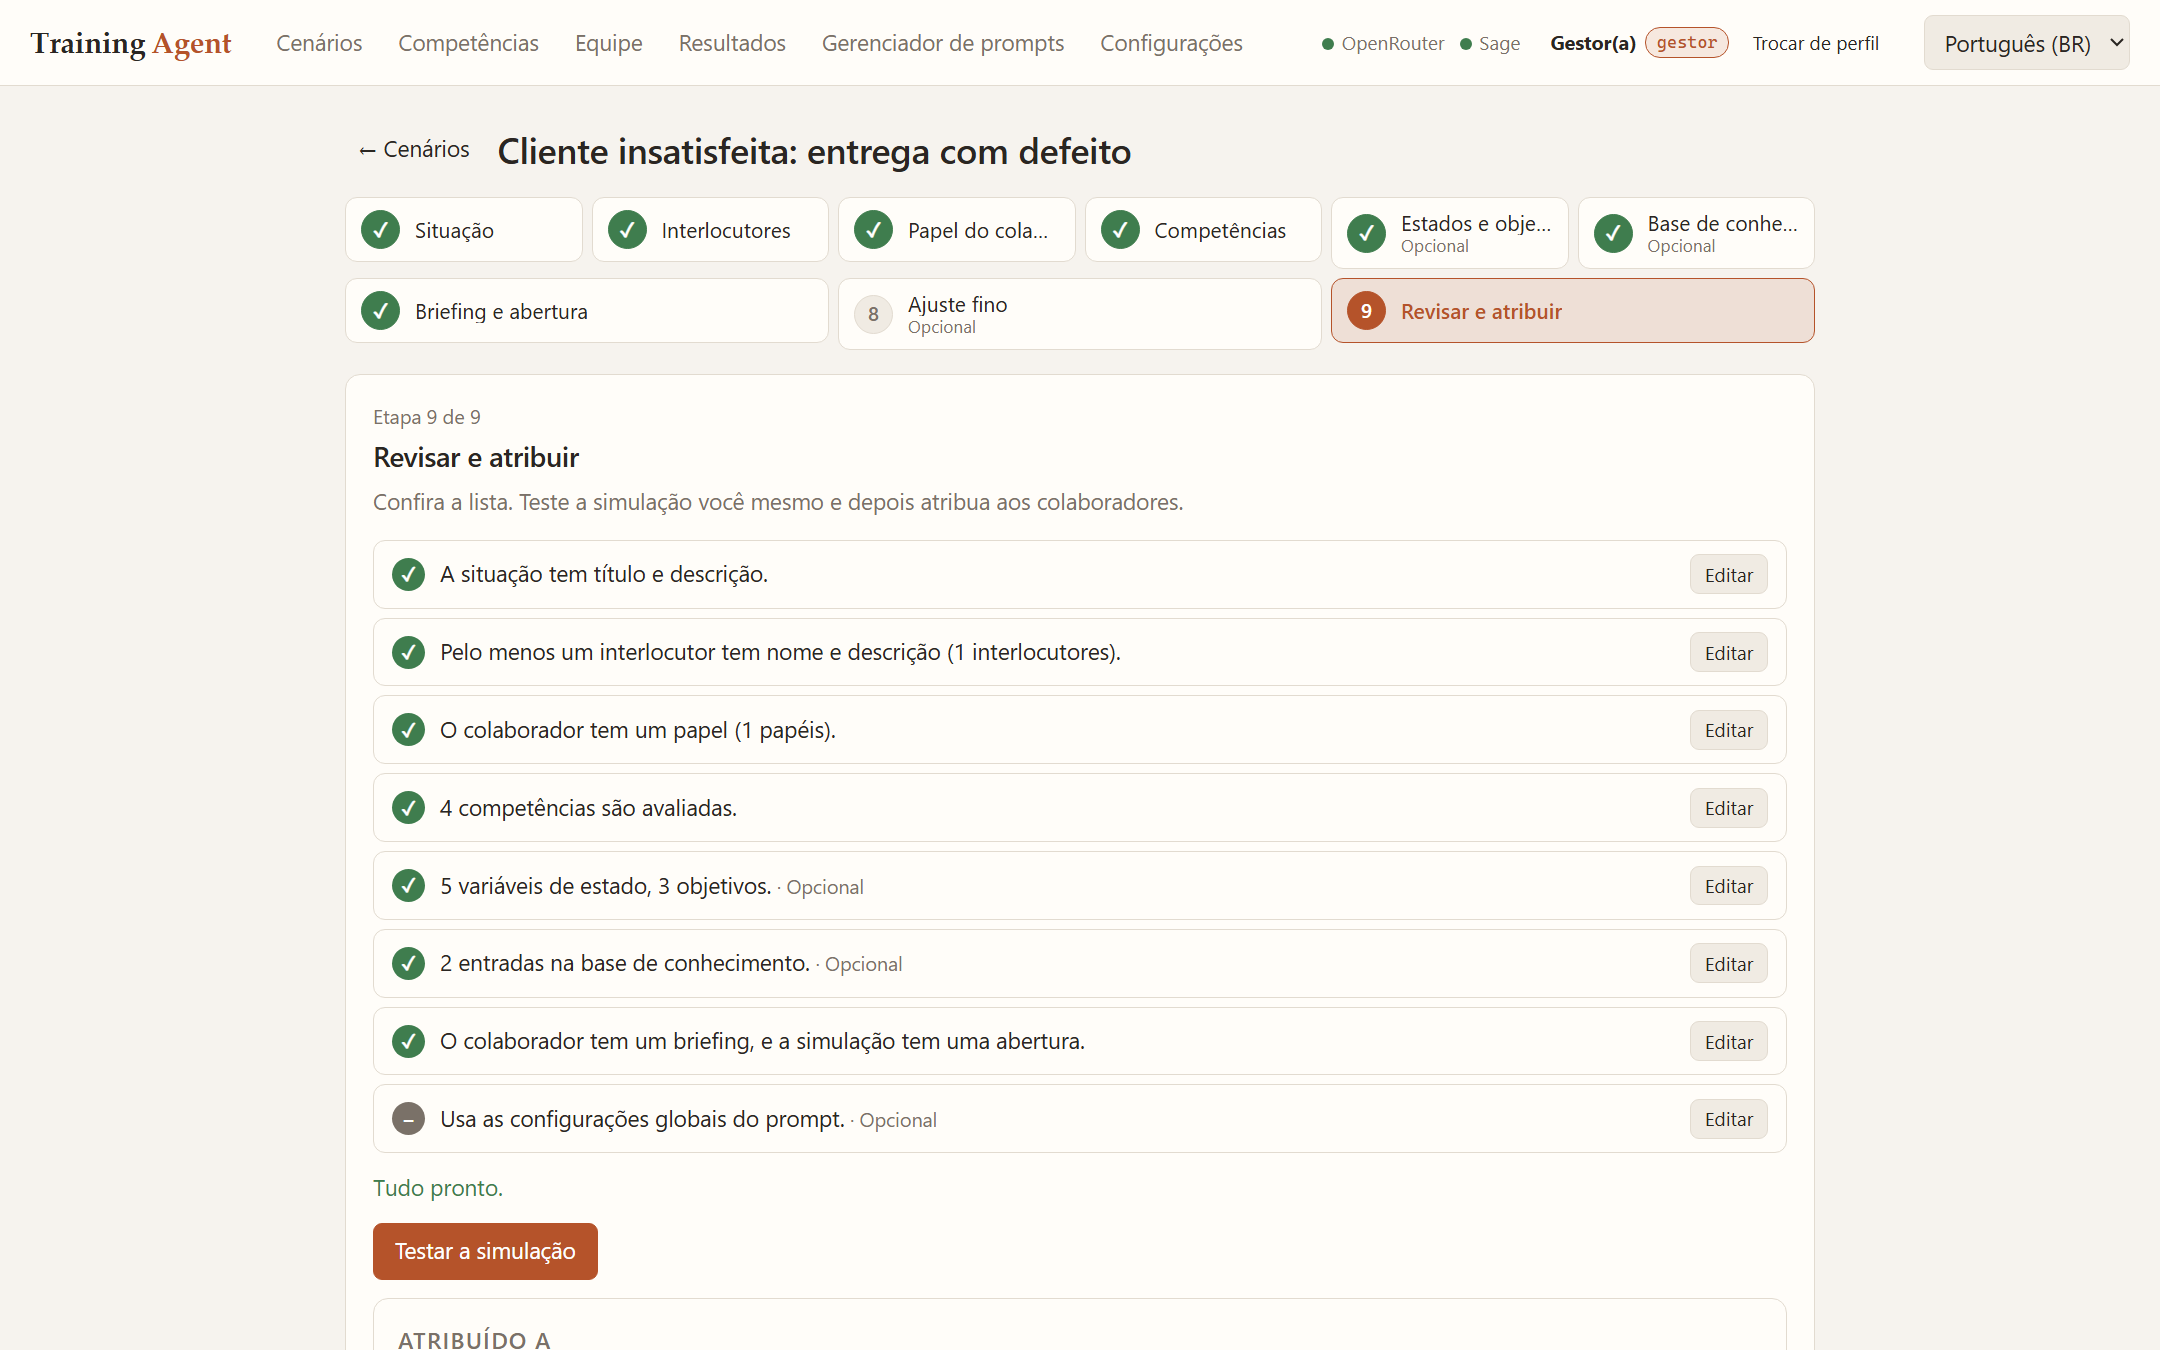 Training Agent
Cenários
Competências
Equipe
Resultados
Gerenciador de prompts
Configurações
OpenRouter
Sage
Gestor(a)
gestor
Trocar de perfil
Português (BR)
← Cenários
Cliente insatisfeita: entrega com defeito
Situação
Interlocutores
Papel do cola...
Competências
Estados e obje...
Opcional
Base de conhe...
Opcional
Briefing e abertura
8
Ajuste fino
Opcional
9
Revisar e atribuir
Etapa 9 de 9
Revisar e atribuir
Confira a lista. Teste a simulação você mesmo e depois atribua aos colaboradores.
A situação tem título e descrição.
Editar
Pelo menos um interlocutor tem nome e descrição (1 interlocutores).
Editar
O colaborador tem um papel (1 papéis).
Editar
4 competências são avaliadas.
Editar
5 variáveis de estado, 3 objetivos. · Opcional
Editar
2 entradas na base de conhecimento. · Opcional
Editar
O colaborador tem um briefing, e a simulação tem uma abertura.
Editar
Usa as configurações globais do prompt. · Opcional
Editar
Tudo pronto.
Testar a simulação
ATRIBUÍDO A